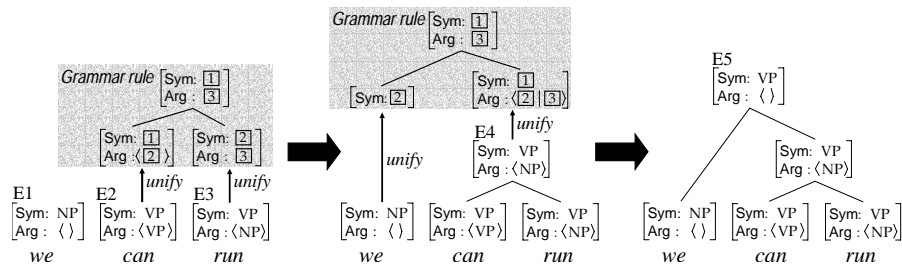 Grammar rule
Sym: 1
Arg : 3
Sym: 1
Arg :⟨ 2 ⟩
Sym: 2
Arg : 3
unify
unify
E1
Sym: NP
Arg : ⟨ ⟩
E2
Sym: VP
Arg :⟨VP⟩
E3
Sym: VP
Arg :⟨NP⟩
we can run
Grammar rule
Sym: 1
Arg : 3
Sym: 2
Sym: 1
Arg :⟨ 2 | 3 ⟩
unify
unify
E4
Sym: VP
Arg :⟨NP⟩
Sym: NP
Arg : ⟨ ⟩
Sym: VP
Arg :⟨VP⟩
Sym: VP
Arg :⟨NP⟩
we can run
E5
Sym: VP
Arg : ⟨ ⟩
Sym: VP
Arg :⟨NP⟩
Sym: NP
Arg : ⟨ ⟩
Sym: VP
Arg :⟨VP⟩
Sym: VP
Arg :⟨NP⟩
we can run